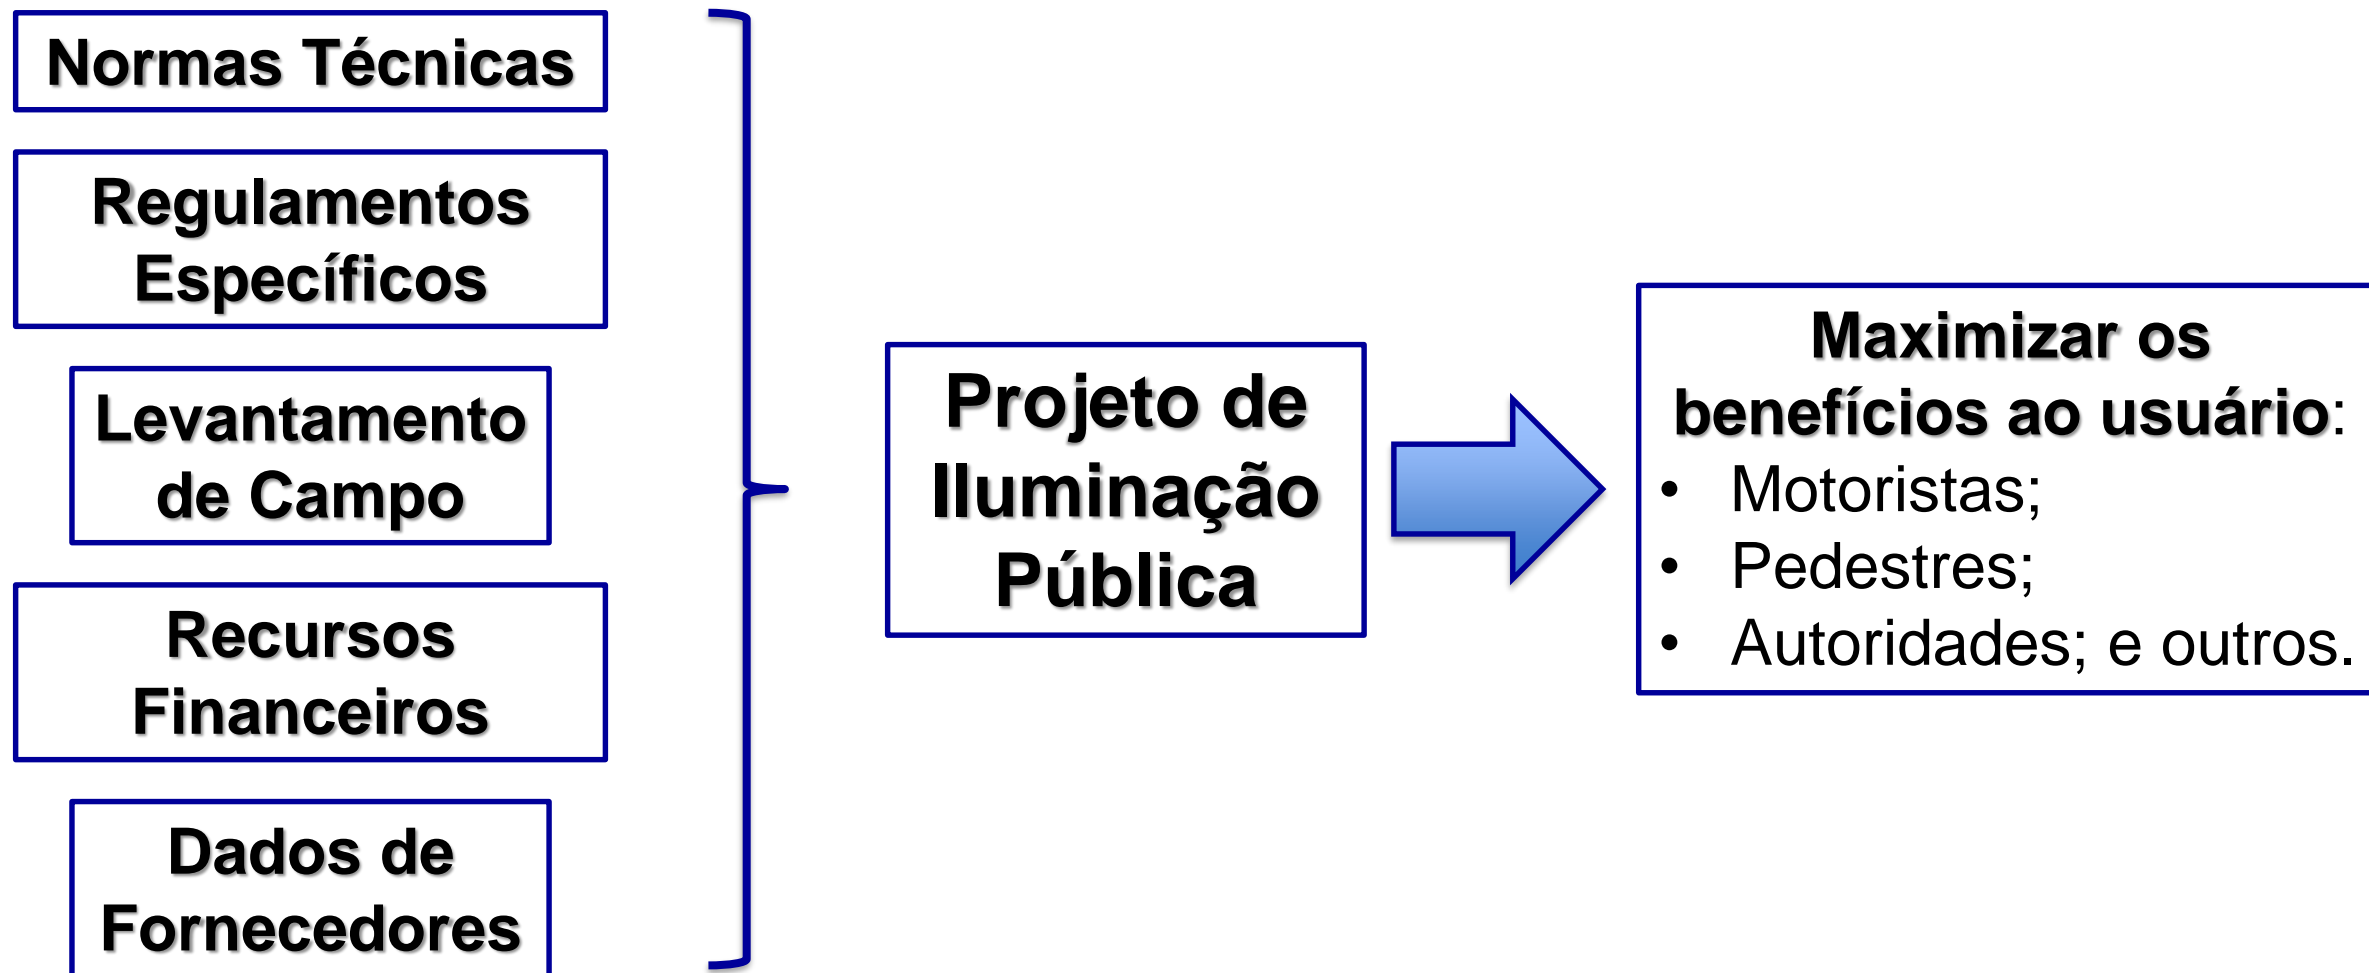 Normas Técnicas
Regulamentos
Específicos
Levantamento
de Campo
Recursos
Financeiros
Dados de
Fornecedores
Projeto de
Iluminação
Pública
Maximizar os
benefícios ao usuário:
• Motoristas;
• Pedestres;
• Autoridades; e outros.